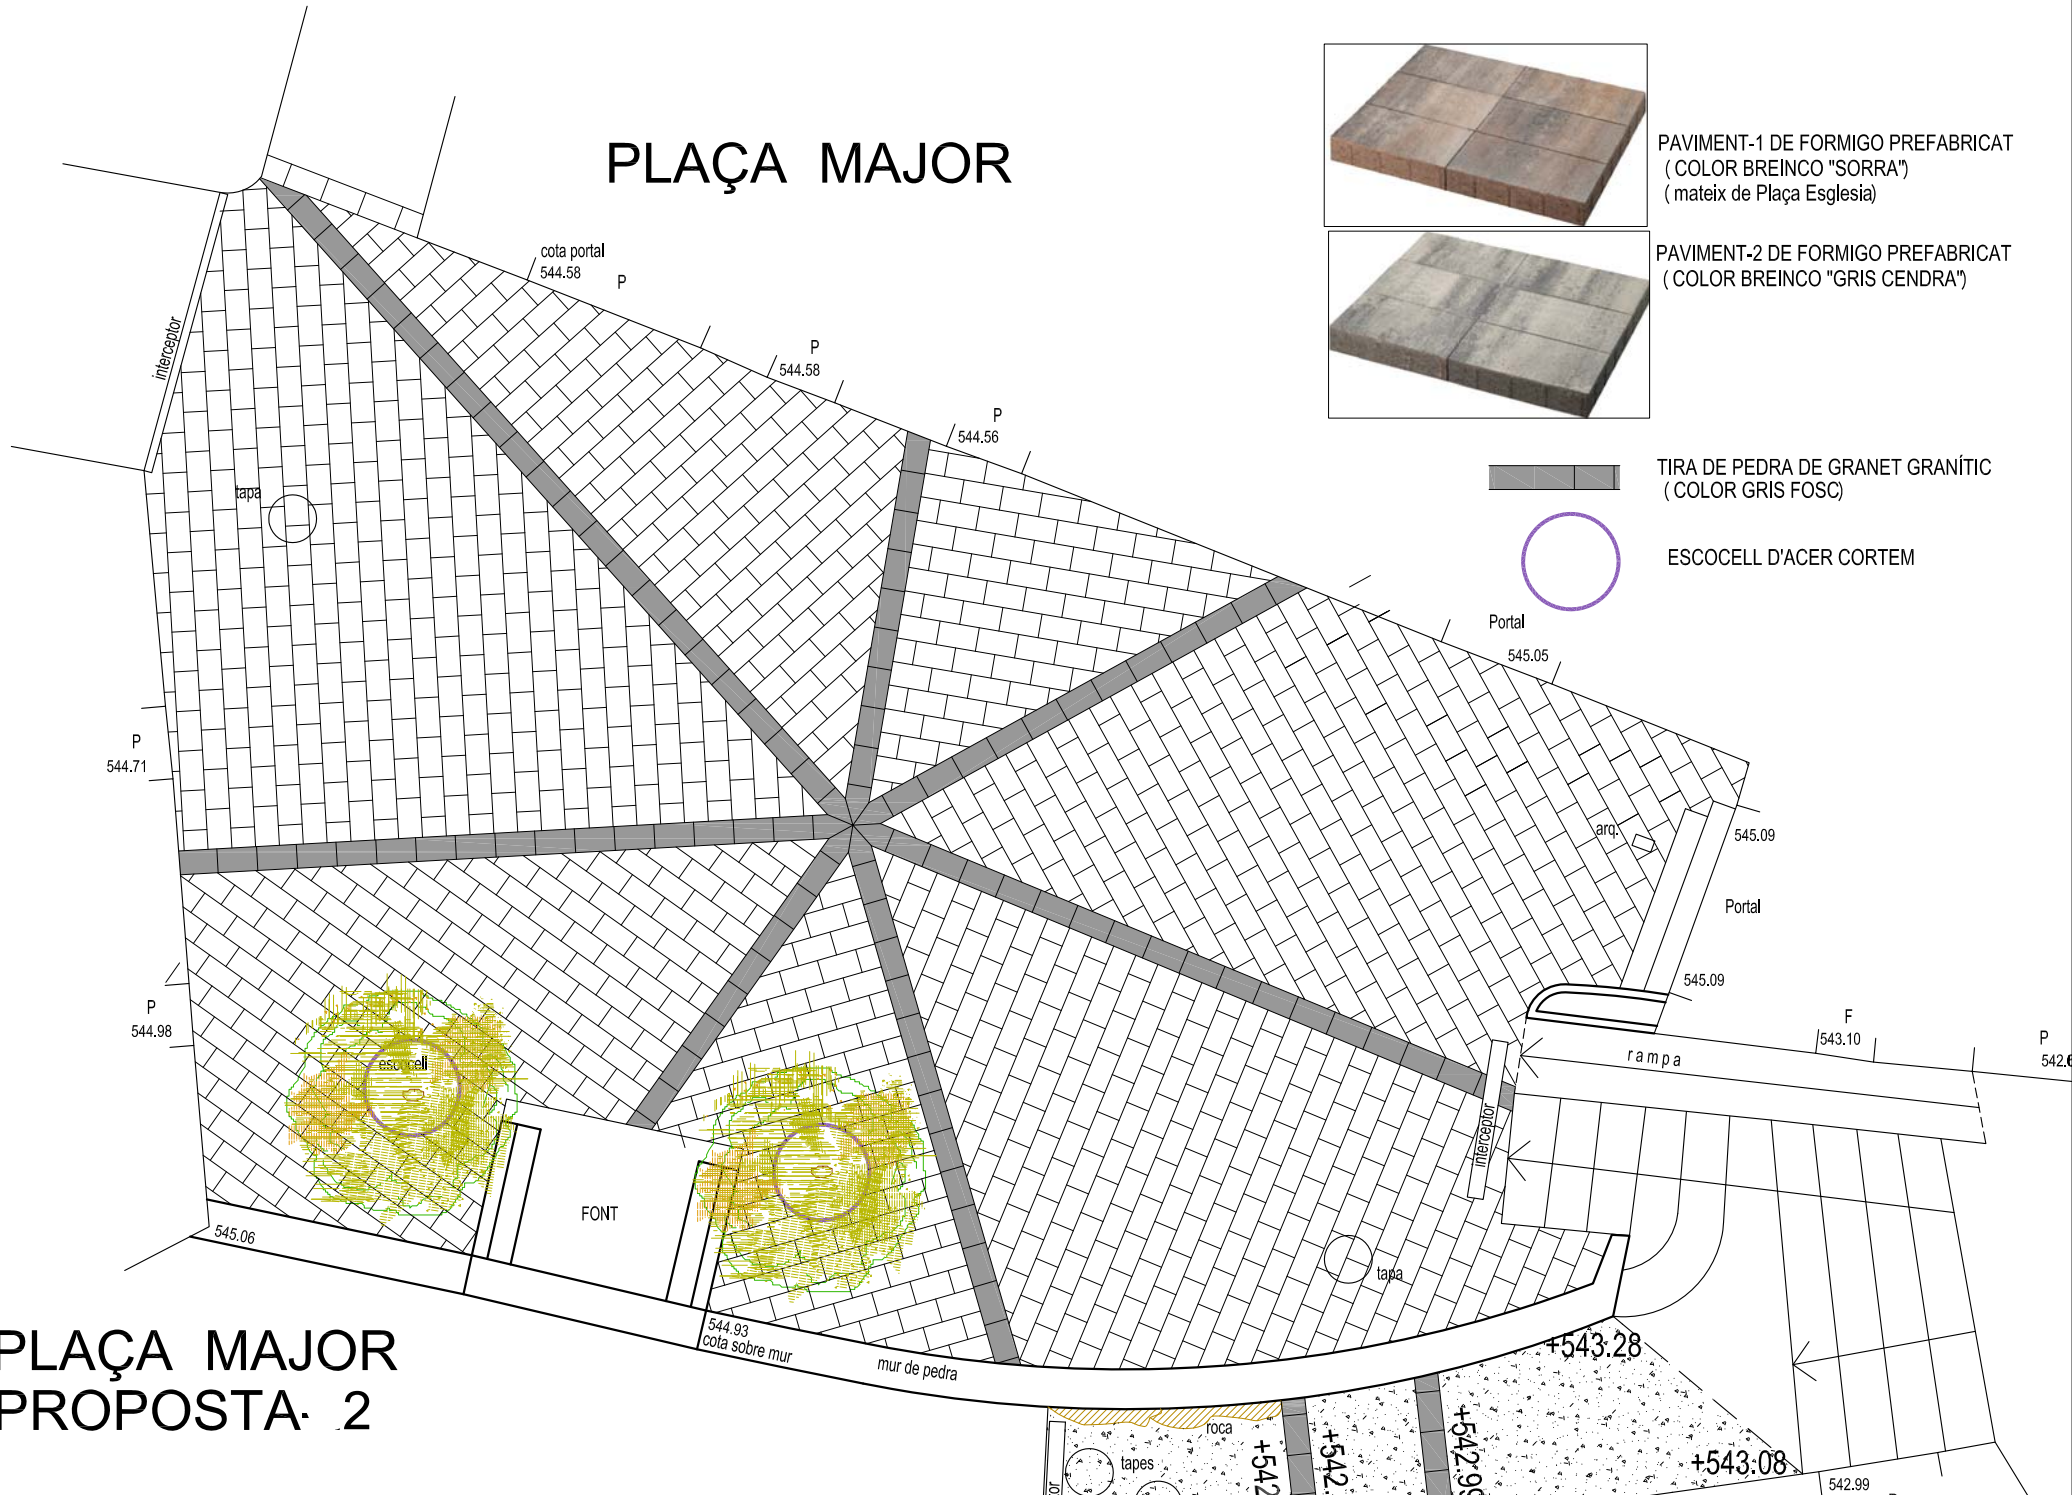 PLAÇA MAJOR
PAVIMENT-1 DE FORMIGO PREFABRICAT
( COLOR BREINCO "SORRA")
( mateix de Plaça Esglesia)
PAVIMENT-2 DE FORMIGO PREFABRICAT
( COLOR BREINCO "GRIS CENDRA")
TIRA DE PEDRA DE GRANET GRANÍTIC
( COLOR GRIS FOSC)
ESCOCELL D'ACER CORTEM
cota portal
544.58
P
P
544.58
P
544.56
interceptor
tapa
Portal
545.05
P
544.71
arq.
545.09
Portal
545.09
P
544.98
escocell
F
543.10
P
rampa
interceptor
FONT
tapa
545.06
544.93
cota sobre mur
mur de pedra
+543.28
PLAÇA MAJOR
PROPOSTA· 2
roca
tapes
+542.99
+543.08
542.99